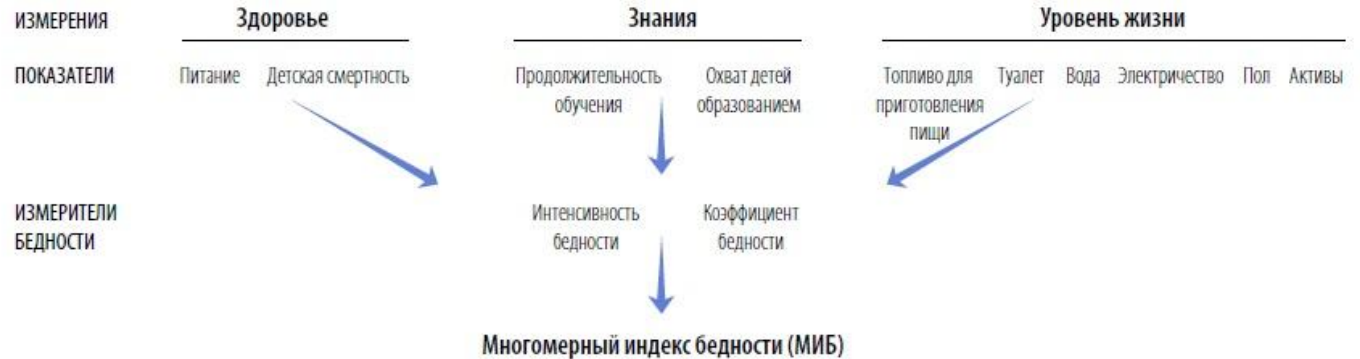 ИЗМЕРЕНИЯ Здоровье Знания Уровень жизни
ПОКАЗАТЕЛИ Питание Детская смертность Продолжительность Охват детей Топливо для Туалет Вода Электричество Пол Активы
обучения образованием приготовления
пищи
ИЗМЕРИТЕЛИ Интенсивность Коэффициент
БЕДНОСТИ бедности бедности
Многомерный индекс бедности (МИБ)